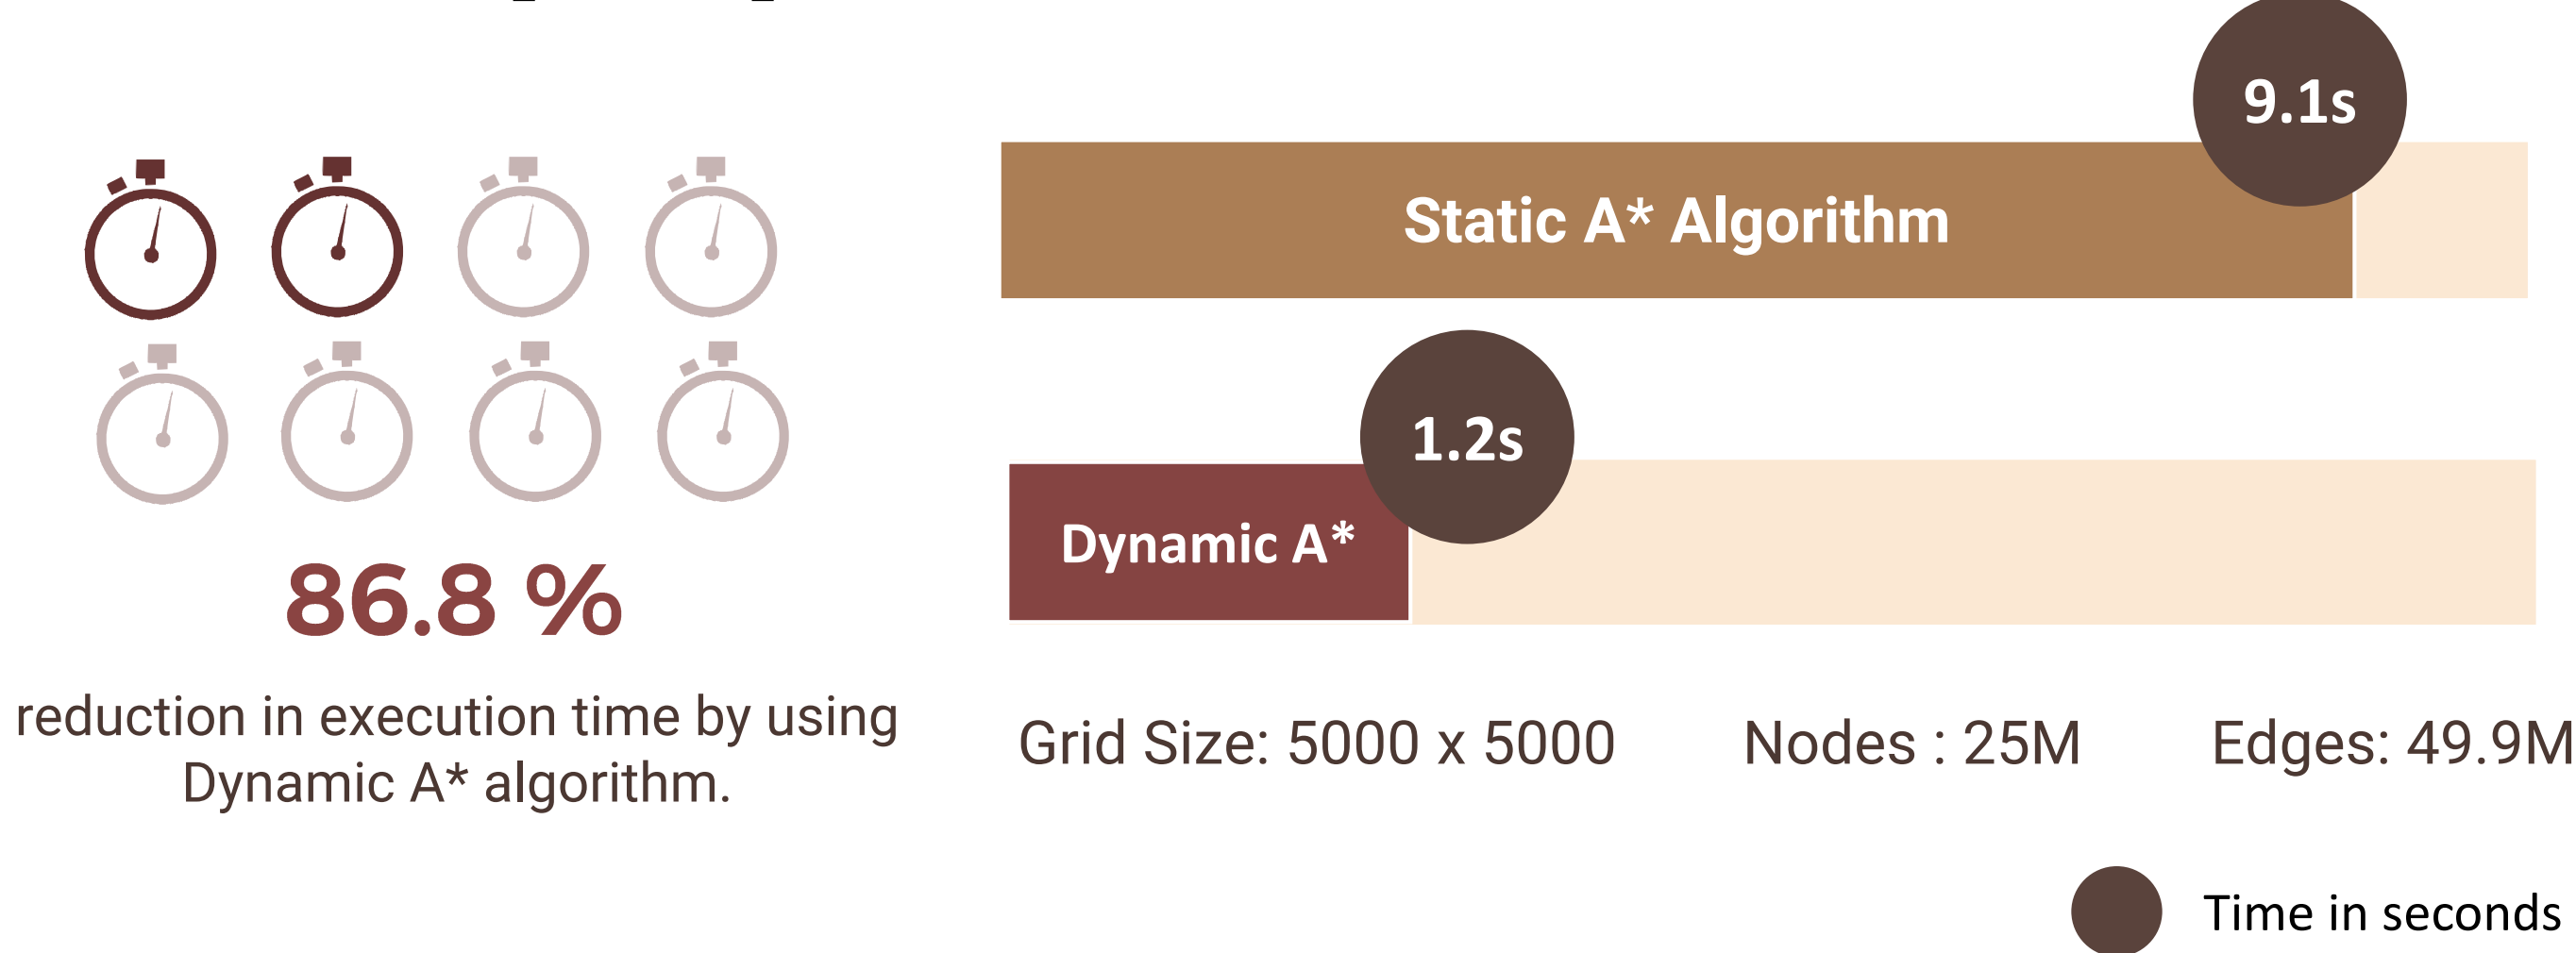 9.1s
Static A* Algorithm
1.2s
Dynamic A*
86.8 %
reduction in execution time by using
Dynamic A* algorithm.
Grid Size: 5000 x 5000 Nodes : 25M Edges: 49.9M
Time in seconds